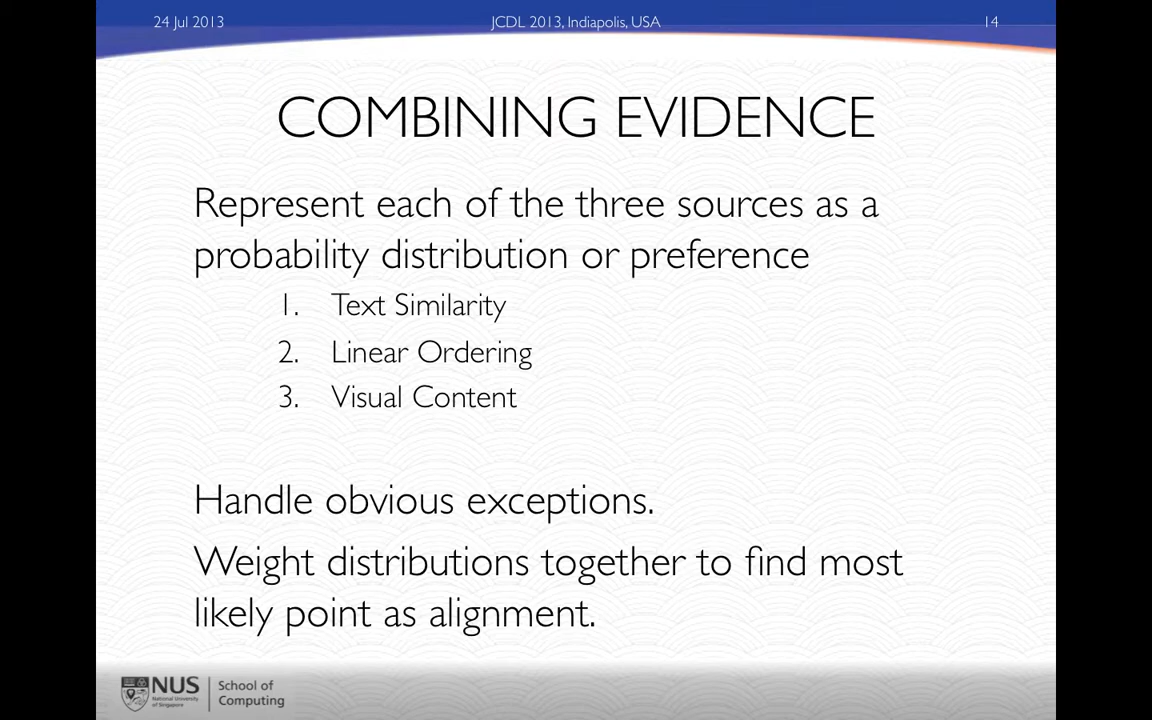 24 Jul 2013 JCDL 2013, Indiapolis, USA 14
COMBINING EVIDENCE
Represent each of the three sources as a
probability distribution or preference
1. Text Similarity
2. Linear Ordering
3. Visual Content
Handle obvious exceptions.
Weight distributions together to find most
likely point as alignment.
NUS
National University
of Singapore
School of
Computing